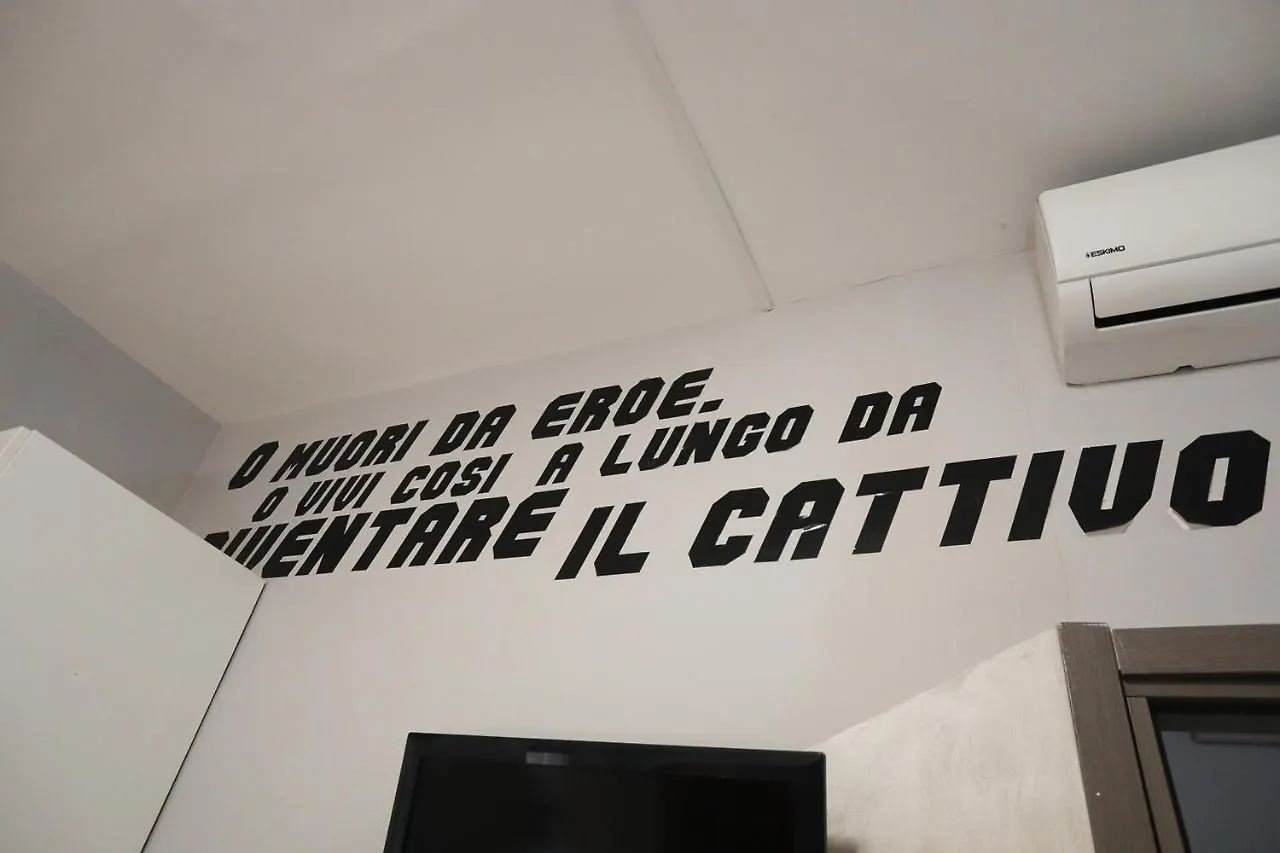 O MUORI DA EROE.
O VIVI COSI A LUNGO DA
DIVENTARE IL CATTIVO
ESKIMO